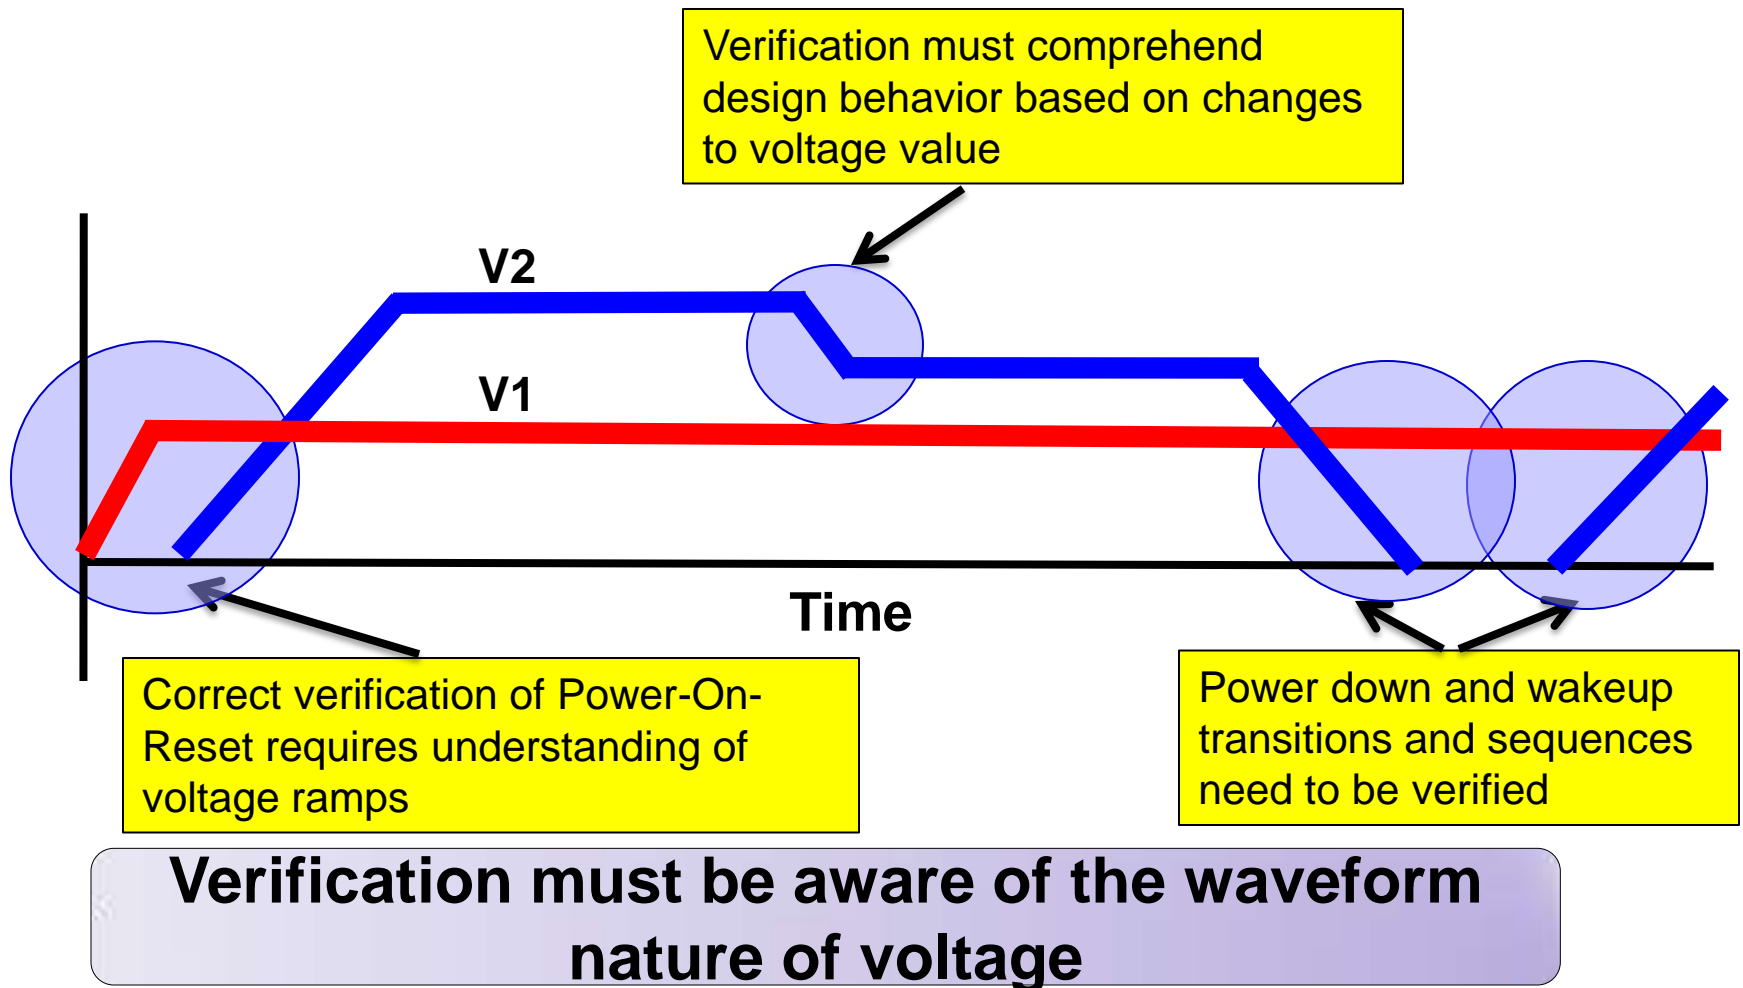 Verification must comprehend
design behavior based on changes
to voltage value
V2
V1
Time
Correct verification of Power-On-
Reset requires understanding of
voltage ramps
Power down and wakeup
transitions and sequences
need to be verified
Verification must be aware of the waveform
nature of voltage